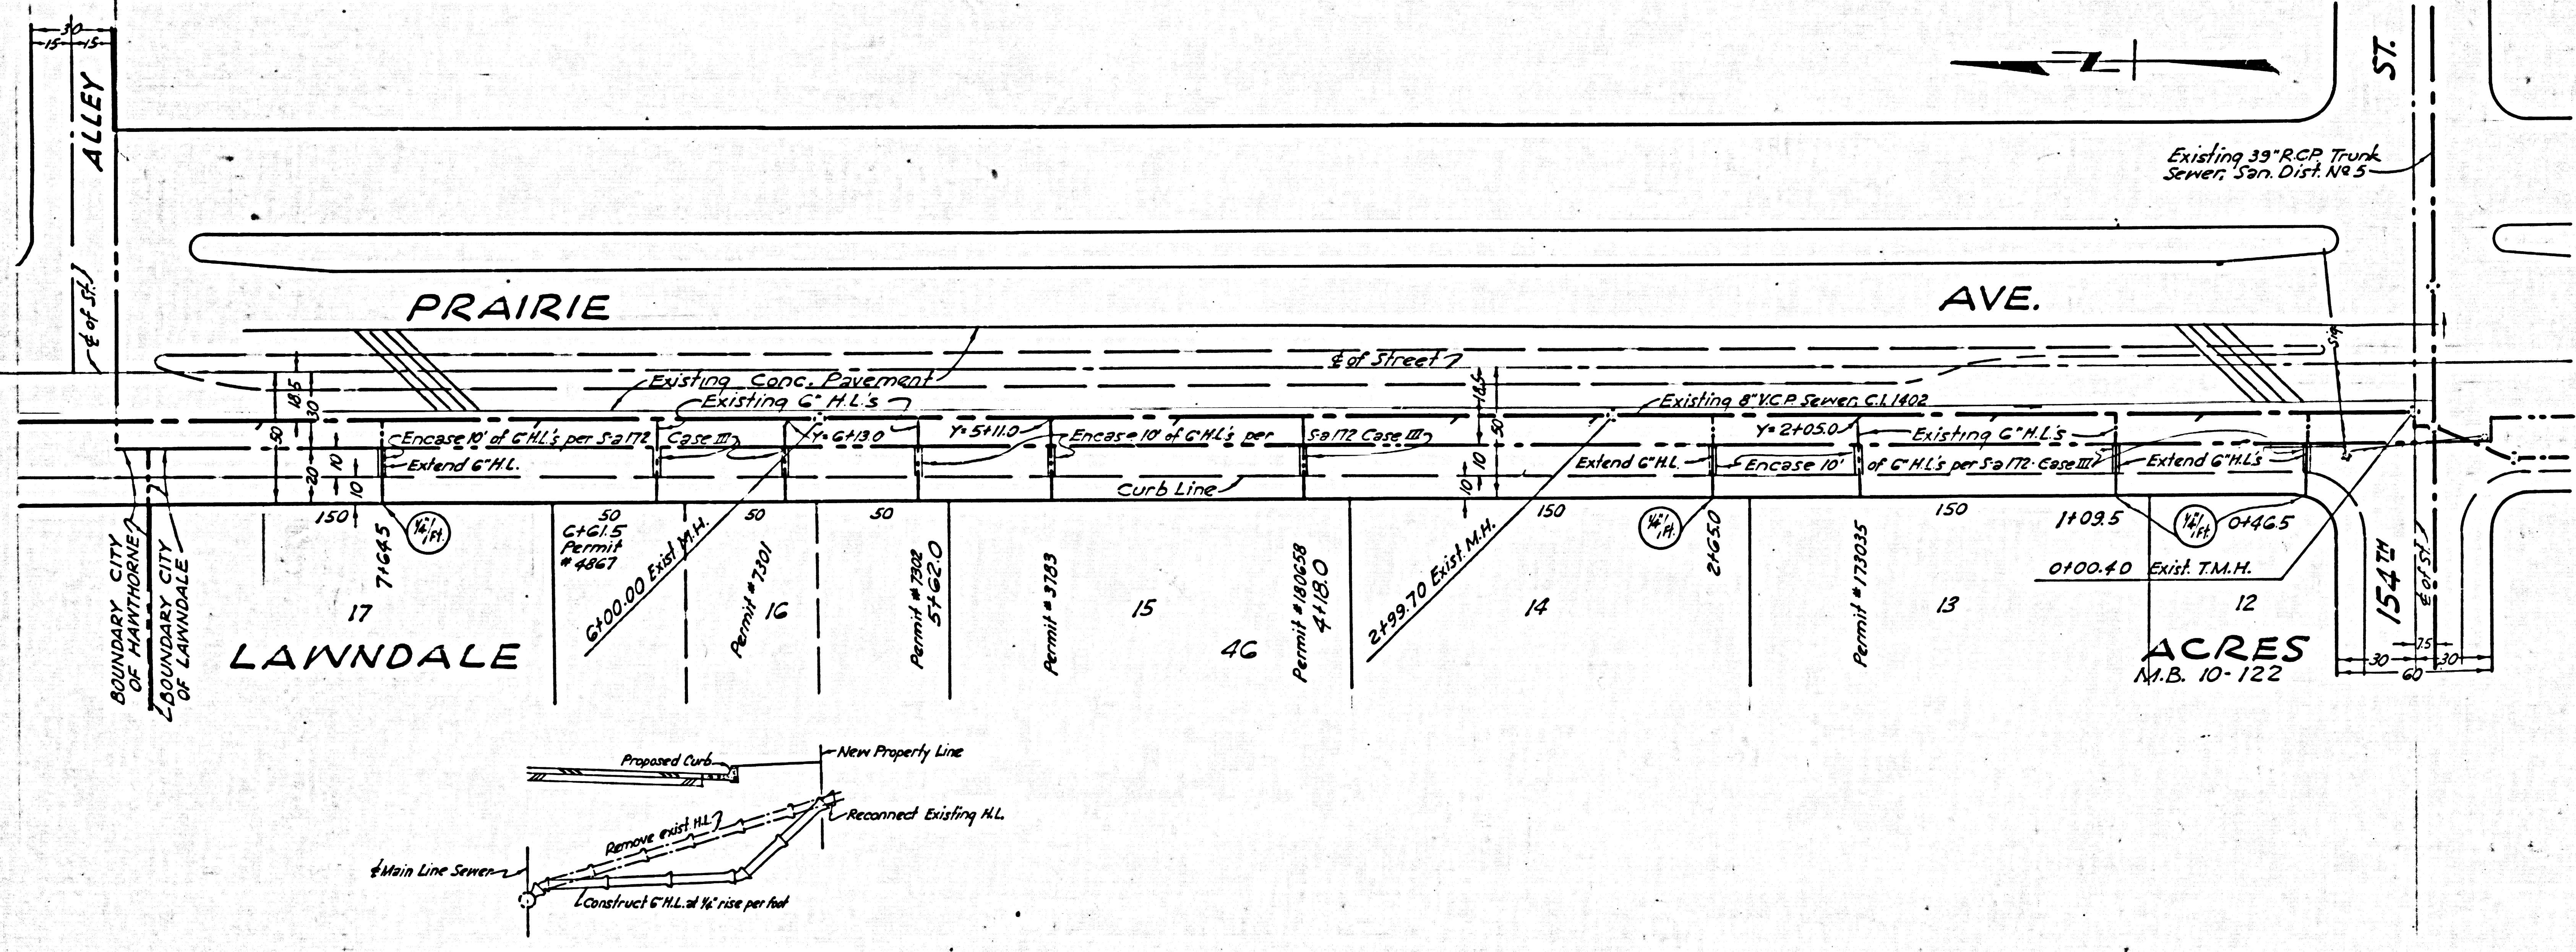 30
15 15
ALLEY
℄ of St.
Z
ST.
Existing 39" R.C.P. Trunk
Sewer, San. Dist. No 5
PRAIRIE AVE.
Sig.
℄ of Street
Existing Conc. Pavement
Existing 6" H.L.'s
Existing 8" V.C.P. Sewer, C.I. 1402
18.5
30
50
20
10
10
18.5
50
10
10
Encase 10' of 6" H.L.'s per S-a 172 Case III
Y=6+13.0
Y=5+11.0
Encase 10' of 6" H.L.'s per S-a 172 Case III
Y=2+05.0
Existing 6" H.L.'s
Extend 6" H.L.
Extend 6" H.L.
Encase 10' of 6" H.L.'s per S-a 172 Case III
Extend 6" H.L.'s
Curb Line
150
50
50
50
150
150
1/4"/Ft.
1/4"/Ft.
1/4"/Ft.
BOUNDARY CITY
OF HAWTHORNE
BOUNDARY CITY
OF LAWNDALE
7+64.5
6+61.5
Permit
# 4867
6+00.00 Exist. M.H.
Permit # 7301
Permit # 7302
5+62.0
Permit # 3783
Permit # 180658
4+18.0
2+99.70 Exist. M.H.
2+65.0
Permit # 173035
1+09.5
0+46.5
0+00.40 Exist. T.M.H.
154TH
℄ of St.
17
16
15
14
13
12
46
LAWNDALE ACRES
M.B. 10-122
7.5
30 30
60
Proposed Curb
New Property Line
Remove exist H.L.
Reconnect Existing H.L.
℄ Main Line Sewer
Construct 6" H.L. at 1/4" rise per foot